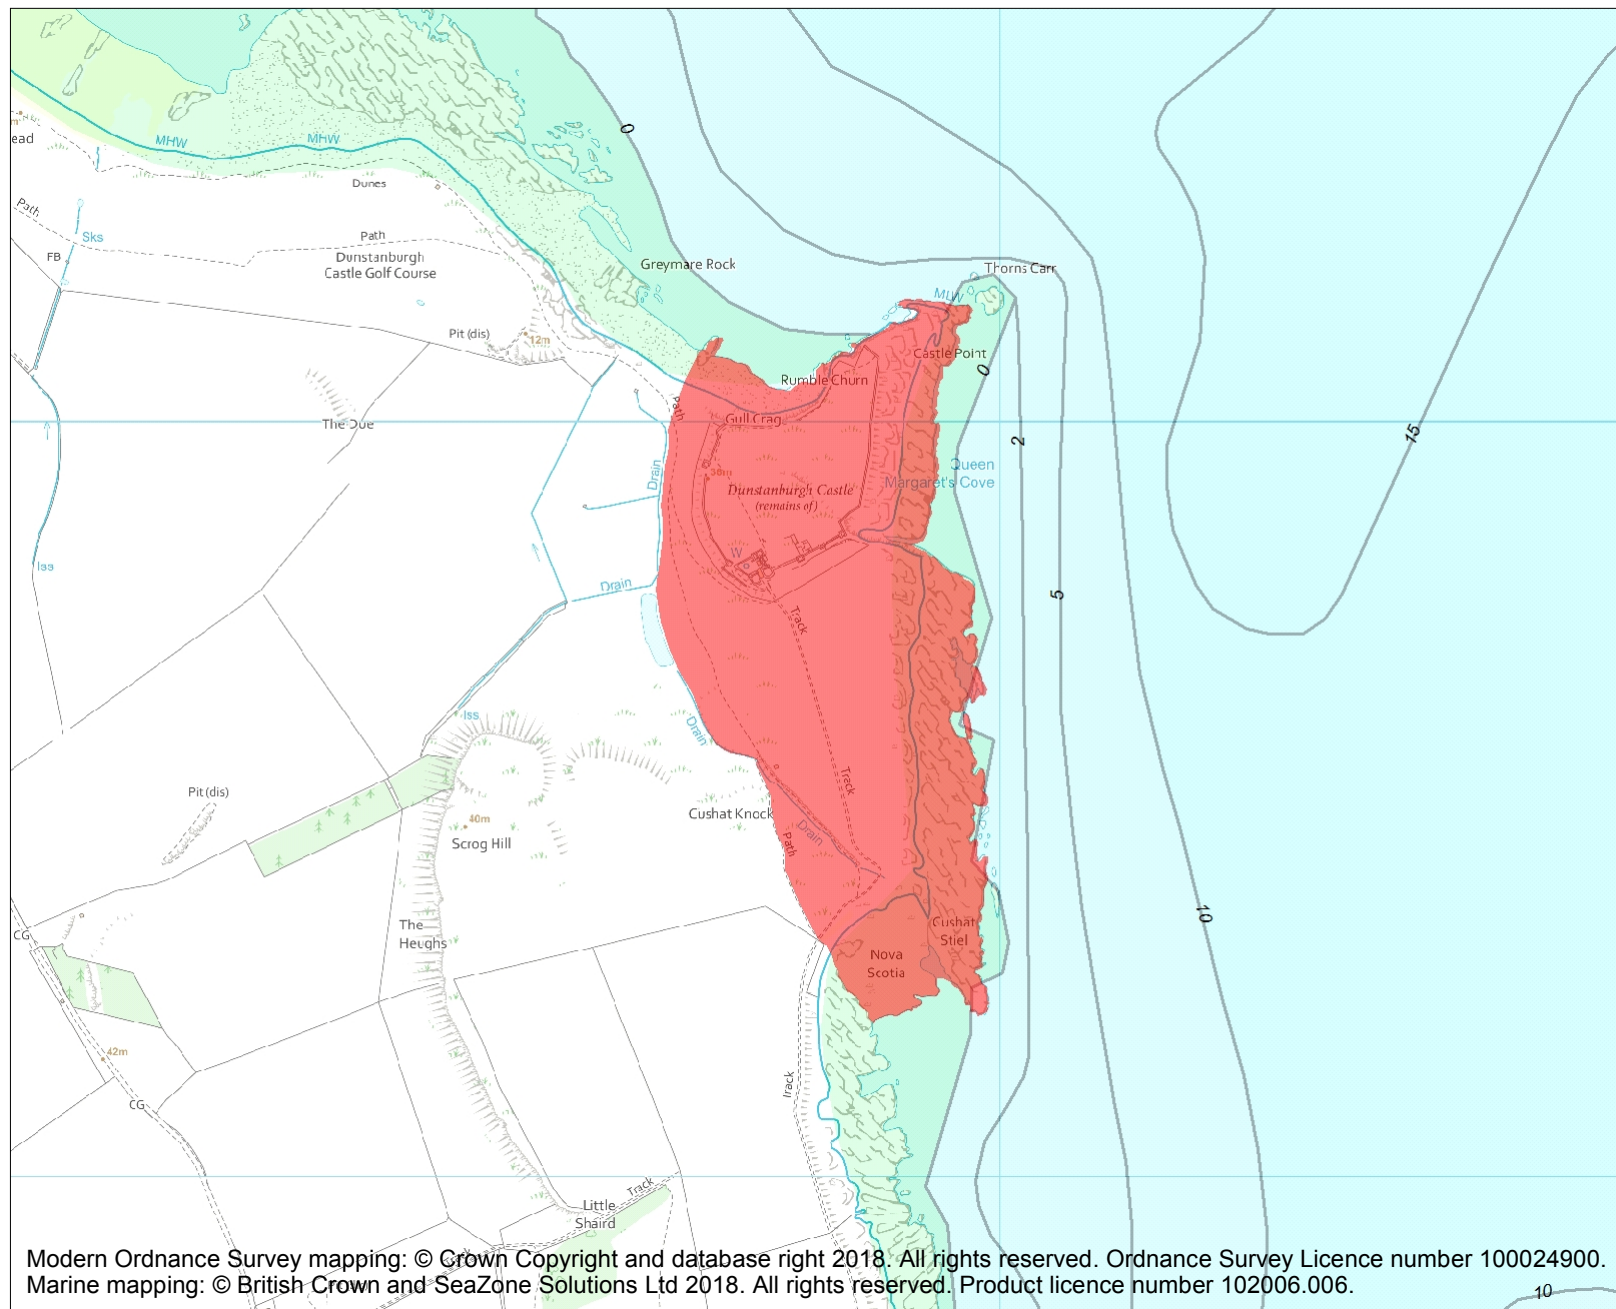 0
MHW
MHW
ead
Dunes
Path
Sks
Path
FB
Dunstanburgh
Castle Golf Course
Greymare Rock
Thorns Carr
MLW
Pit (dis)
12m
Castle Point
0
Rumble Churn
Path
Gull Crag
The Due
2
15
Queen
Margaret's Cove
Drain
38m
Dunstanburgh Castle
(remains of)
W
Iss
Drain
5
Track
Iss
Drain
Track
Pit (dis)
Cushat Knock
40m
Scrog Hill
Drain
Path
The
Heughs
CG
Cushat
Stiel
10
Nova
Scotia
42m
Track
CG
Track
Little
Shaird
Modern Ordnance Survey mapping: © Crown Copyright and database right 2018. All rights reserved. Ordnance Survey Licence number 100024900.
Marine mapping: © British Crown and SeaZone Solutions Ltd 2018. All rights reserved. Product licence number 102006.006.
10